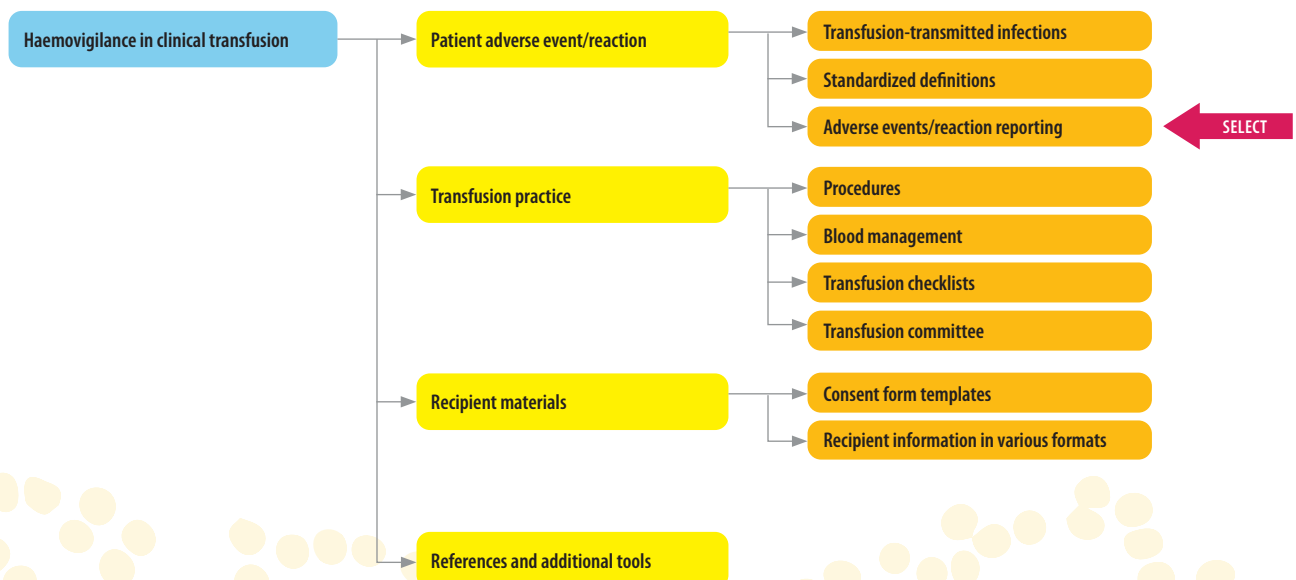 Haemovigilance in clinical transfusion
Patient adverse event/reaction
Transfusion-transmitted infections
Standardized definitions
Adverse events/reaction reporting
SELECT
Transfusion practice
Procedures
Blood management
Transfusion checklists
Transfusion committee
Recipient materials
Consent form templates
Recipient information in various formats
References and additional tools